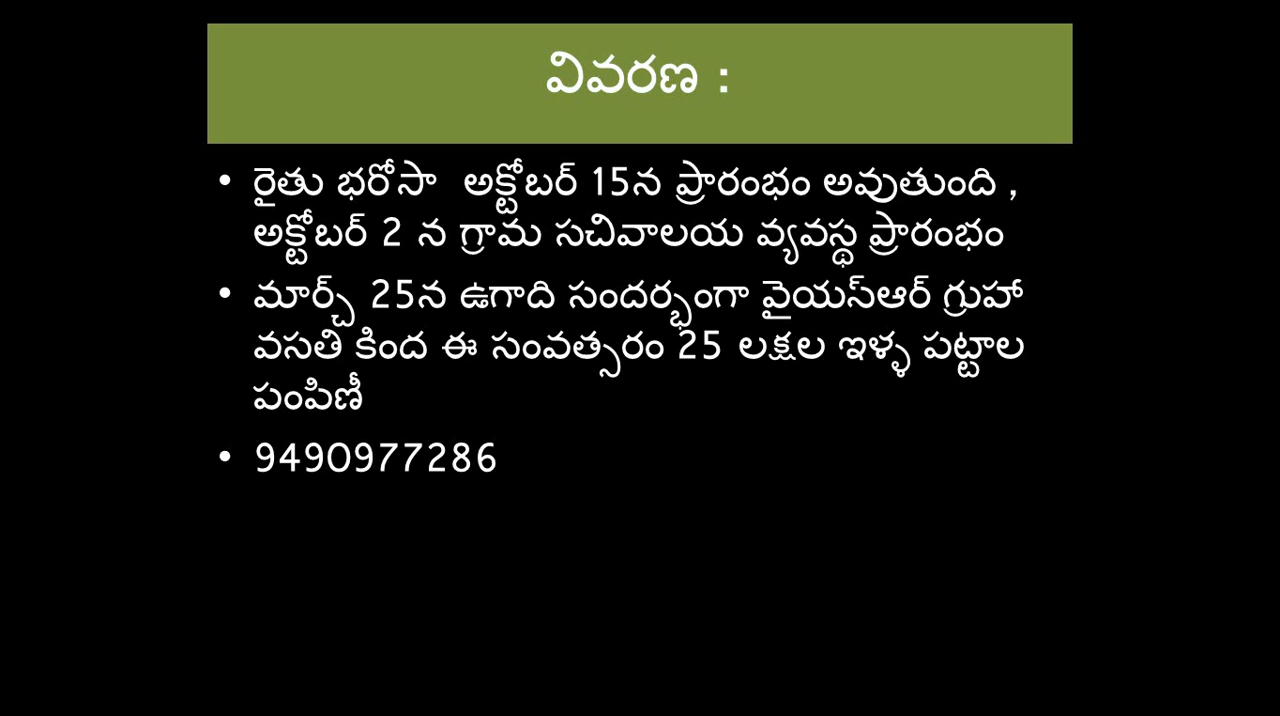 వివరణ :
• రైతు భరోసా అక్టోబర్ 15న ప్రారంభం అవుతుంది ,
అక్టోబర్ 2 న గ్రామ సచివాలయ వ్యవస్థ ప్రారంభం
• మార్చ్ 25న ఉగాది సందర్భంగా వైయస్ఆర్ గ్రుహా
వసతి కింద ఈ సంవత్సరం 25 లక్షల ఇళ్ళ పట్టాల
పంపిణీ
• 9490977286